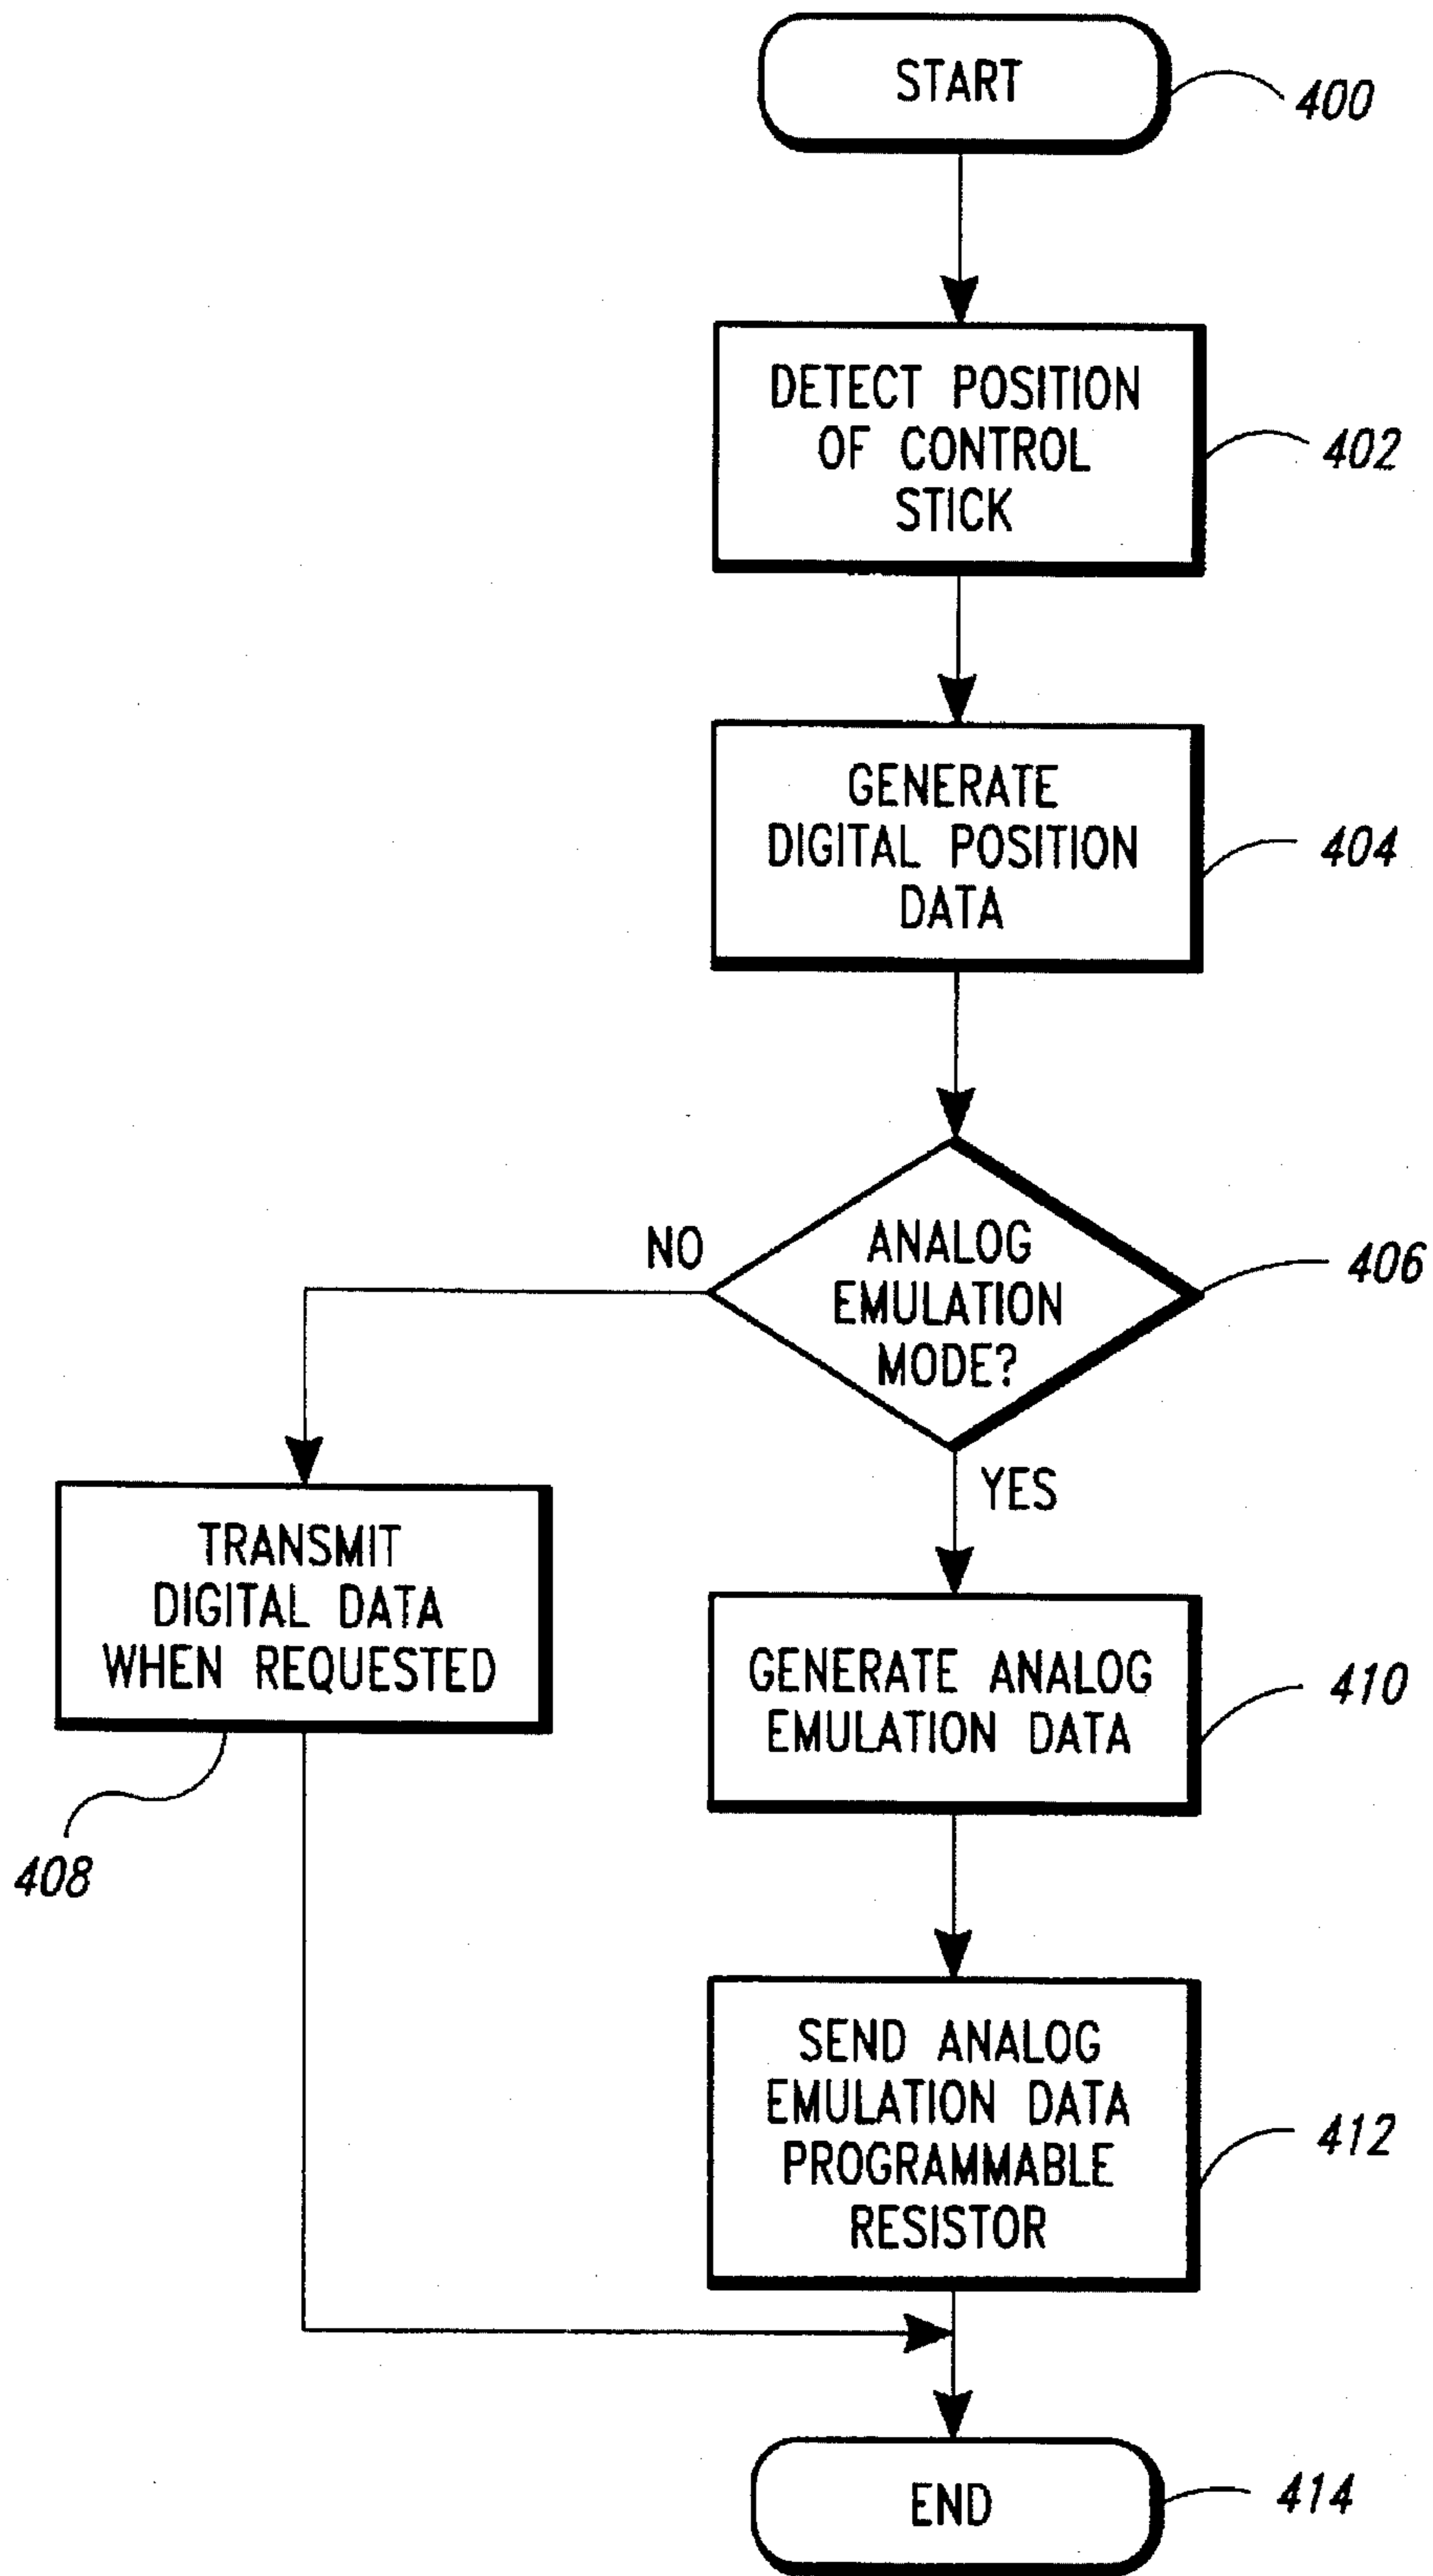 START
400
DETECT POSITION
OF CONTROL
STICK
402
GENERATE
DIGITAL POSITION
DATA
404
ANALOG
EMULATION
MODE?
406
NO
YES
TRANSMIT
DIGITAL DATA
WHEN REQUESTED
408
GENERATE ANALOG
EMULATION DATA
410
SEND ANALOG
EMULATION DATA
PROGRAMMABLE
RESISTOR
412
END
414